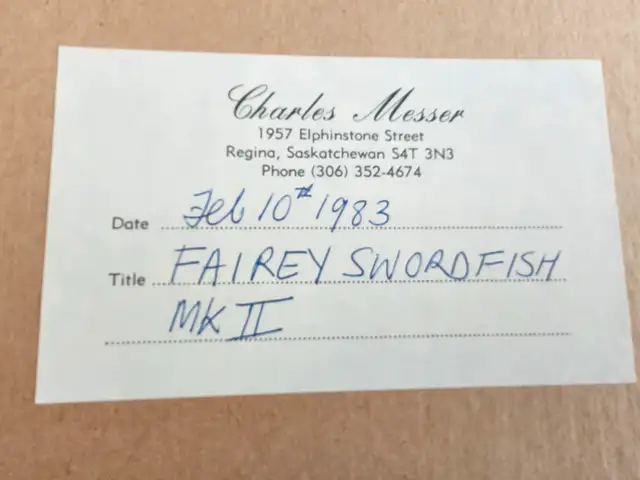 Charles Messer
1957 Elphinstone Street
Regina, Saskatchewan S4T 3N3
Phone (306) 352-4674
Date Feb 10th 1983
Title FAIREY SWORDFISH
MK II